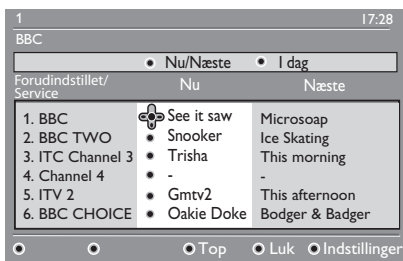 1 17:28
BBC
Nu/Næste I dag
Forudindstillet/
Service Nu Næste
1. BBC See it saw Microsoap
2. BBC TWO Snooker Ice Skating
3. ITC Channel 3 Trisha This morning
4. Channel 4 - -
5. ITV 2 Gmtv2 This afternoon
6. BBC CHOICE Oakie Doke Bodger & Badger
Top Luk Indstillinger